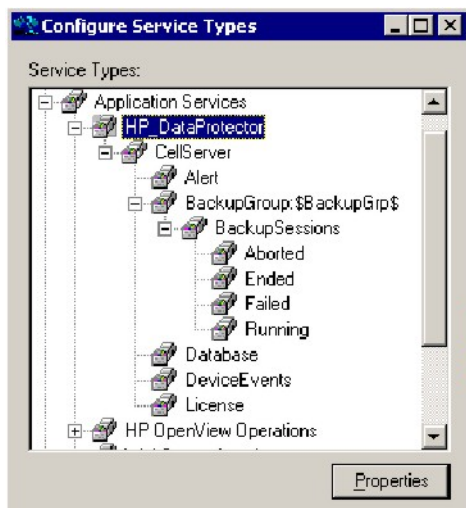 Configure Service Types
Service Types:
Application Services
HP_DataProtector
CellServer
Alert
BackupGroup:$BackupGrp$
BackupSessions
Aborted
Ended
Failed
Running
Database
DeviceEvents
License
HP OpenView Operations
Properties